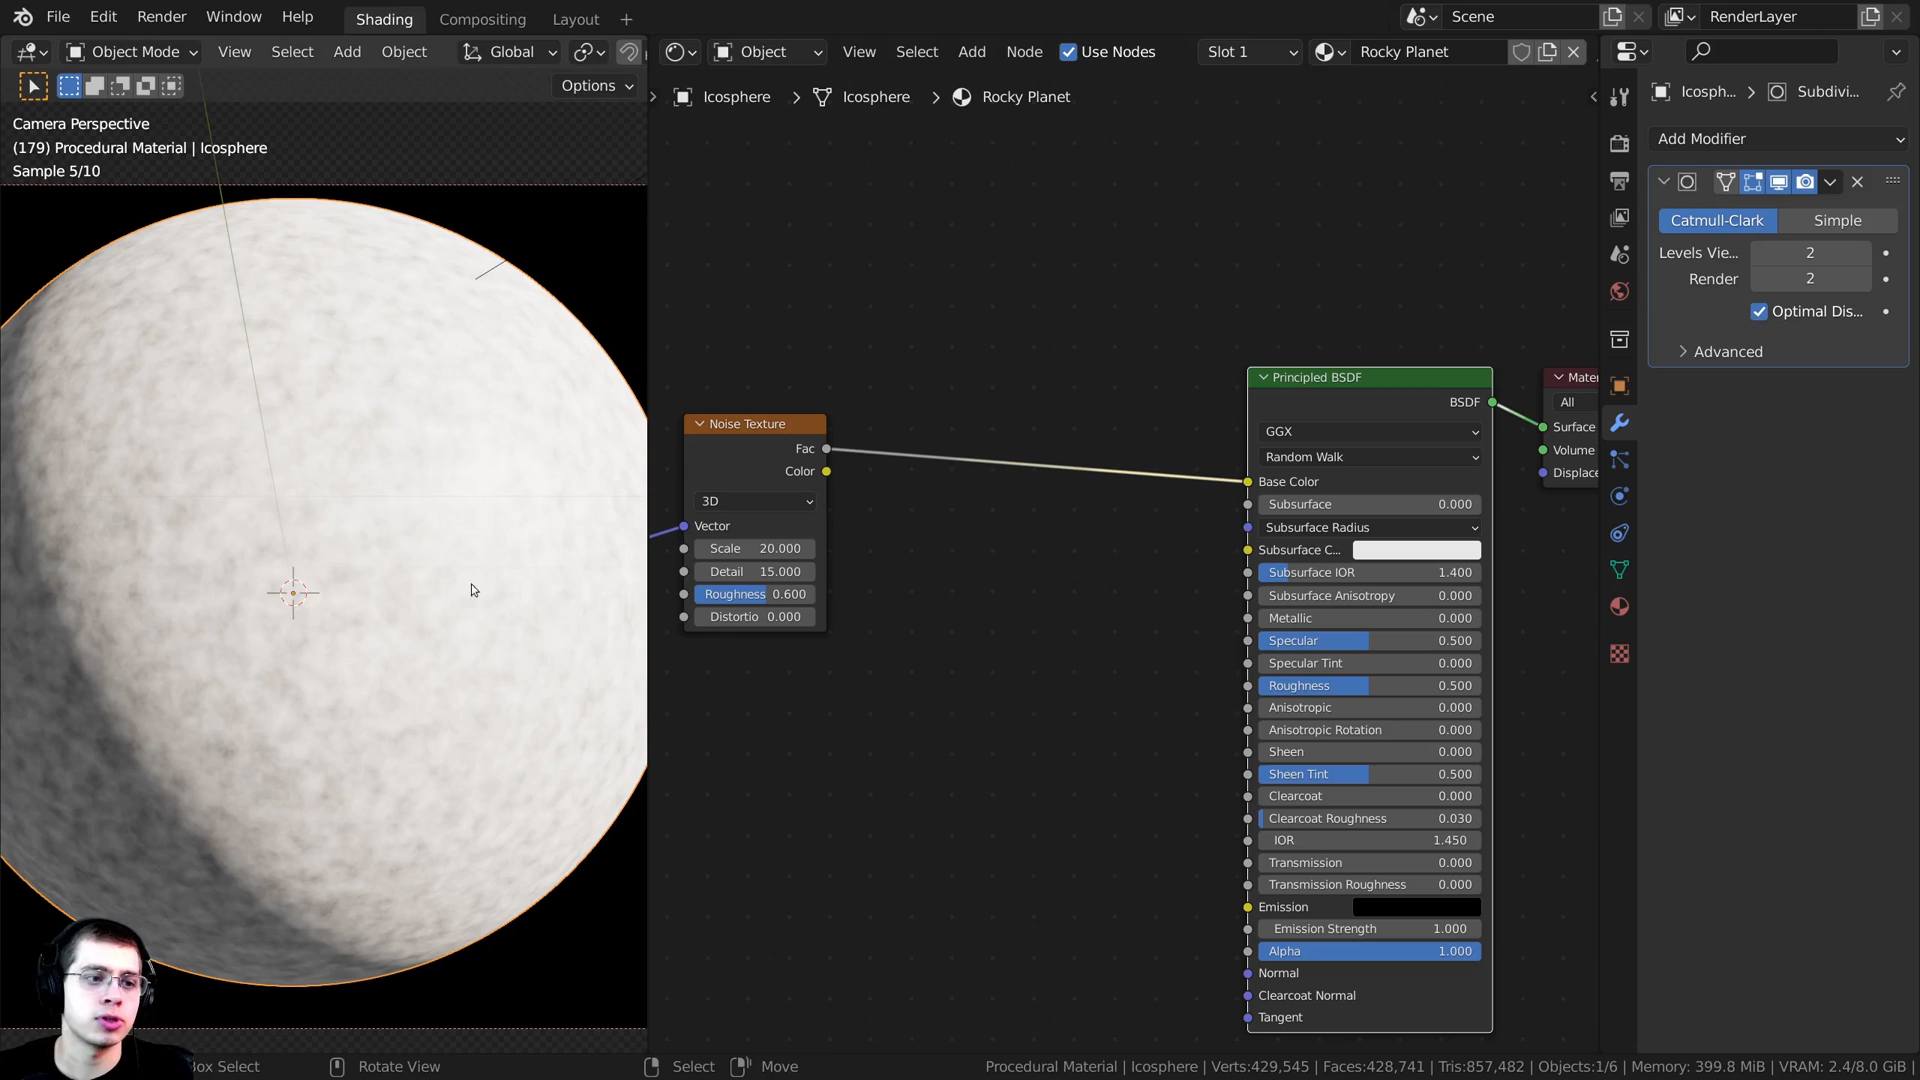 File Edit Render Window Help Shading Compositing Layout + Scene RenderLayer
Object Mode View Select Add Object Global Object View Select Add Node Use Nodes Slot 1 Rocky Planet
Options
Icosphere > Icosphere > Rocky Planet
Icosph... > Subdivi...
Camera Perspective
(179) Procedural Material | Icosphere
Sample 5/10
Add Modifier
Catmull-Clark Simple
Levels Vie... 2
Render 2
Optimal Dis...
Advanced
Noise Texture
Fac
Color
3D
Vector
Scale 20.000
Detail 15.000
Roughness 0.600
Distortio 0.000
Principled BSDF
BSDF
GGX
Random Walk
Base Color
Subsurface 0.000
Subsurface Radius
Subsurface C...
Subsurface IOR 1.400
Subsurface Anisotropy 0.000
Metallic 0.000
Specular 0.500
Specular Tint 0.000
Roughness 0.500
Anisotropic 0.000
Anisotropic Rotation 0.000
Sheen 0.000
Sheen Tint 0.500
Clearcoat 0.000
Clearcoat Roughness 0.030
IOR 1.450
Transmission 0.000
Transmission Roughness 0.000
Emission
Emission Strength 1.000
Alpha 1.000
Normal
Clearcoat Normal
Tangent
Mater
All
Surface
Volume
Displace
ox Select Rotate View Select Move Procedural Material | Icosphere | Verts:429,545 | Faces:428,741 | Tris:857,482 | Objects:1/6 | Memory: 399.8 MiB | VRAM: 2.4/8.0 GiB |